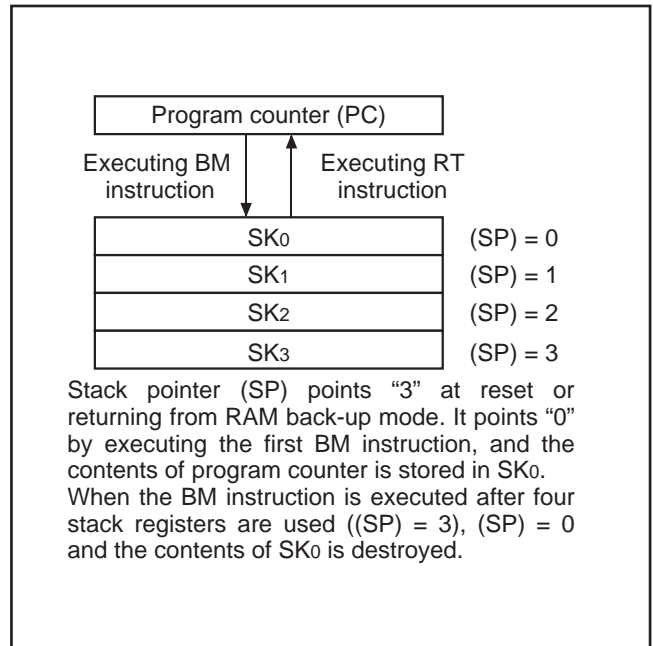 Program counter (PC)
Executing BM
instruction
Executing RT
instruction
SK0 (SP) = 0
SK1 (SP) = 1
SK2 (SP) = 2
SK3 (SP) = 3
Stack pointer (SP) points “3” at reset or
returning from RAM back-up mode. It points “0”
by executing the first BM instruction, and the
contents of program counter is stored in SK0.
When the BM instruction is executed after four
stack registers are used ((SP) = 3), (SP) = 0
and the contents of SK0 is destroyed.